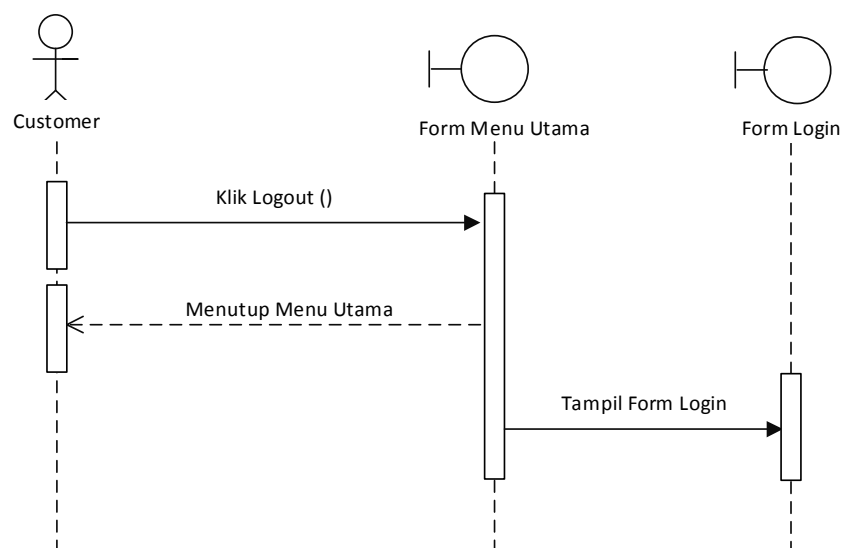 Customer
Form Menu Utama
Form Login
Klik Logout ()
Menutup Menu Utama
Tampil Form Login